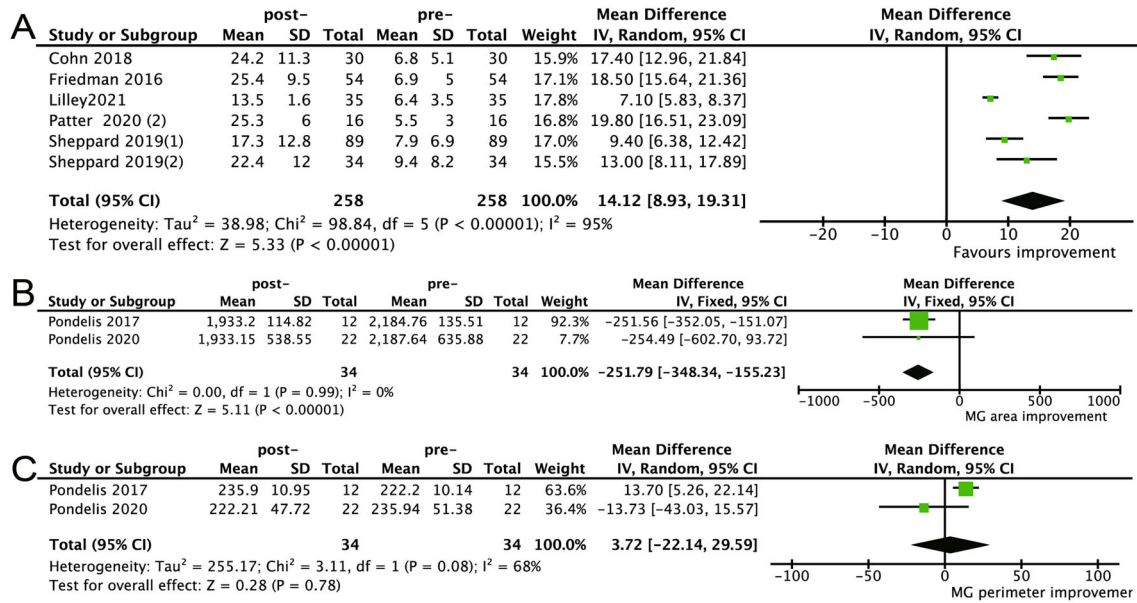 A
post- pre- Mean Difference Mean Difference
Study or Subgroup Mean SD Total Mean SD Total Weight IV, Random, 95% CI IV, Random, 95% CI
Cohn 2018 24.2 11.3 30 6.8 5.1 30 15.9% 17.40 [12.96, 21.84]
Friedman 2016 25.4 9.5 54 6.9 5 54 17.0% 18.50 [15.64, 21.36]
Lilley2021 13.5 1.6 35 6.4 3.5 35 17.8% 7.10 [5.83, 8.37]
Patter 2020 (2) 25.3 6 16 5.5 3 16 16.8% 19.80 [16.51, 23.09]
Sheppard 2019(1) 17.3 12.8 89 7.9 6.9 89 17.0% 9.40 [6.38, 12.42]
Sheppard 2019(2) 22.4 12 34 9.4 8.2 34 15.5% 13.00 [8.11, 17.89]
Total (95% CI) 258 258 100.0% 14.12 [8.93, 19.31]
Heterogeneity: Tau² = 38.98; Chi² = 98.84, df = 5 (P < 0.00001); I² = 95%
Test for overall effect: Z = 5.33 (P < 0.00001)
-20 -10 0 10 20
Favours improvement
B
post- pre- Mean Difference Mean Difference
Study or Subgroup Mean SD Total Mean SD Total Weight IV, Fixed, 95% CI IV, Fixed, 95% CI
Pondelis 2017 1,933.2 114.82 12 2,184.76 135.51 12 92.3% -251.56 [-352.05, -151.07]
Pondelis 2020 1,933.15 538.55 22 2,187.64 635.88 22 7.7% -254.49 [-602.70, 93.72]
Total (95% CI) 34 34 100.0% -251.79 [-348.34, -155.23]
Heterogeneity: Chi² = 0.00, df = 1 (P = 0.99); I² = 0%
Test for overall effect: Z = 5.11 (P < 0.00001)
-1000 -500 0 500 1000
MG area improvement
C
post- pre- Mean Difference Mean Difference
Study or Subgroup Mean SD Total Mean SD Total Weight IV, Random, 95% CI IV, Random, 95% CI
Pondelis 2017 235.9 10.95 12 222.2 10.14 12 63.6% 13.70 [5.26, 22.14]
Pondelis 2020 222.21 47.72 22 235.94 51.38 22 36.4% -13.73 [-43.03, 15.57]
Total (95% CI) 34 34 100.0% 3.72 [-22.14, 29.59]
Heterogeneity: Tau² = 255.17; Chi² = 3.11, df = 1 (P = 0.08); I² = 68%
Test for overall effect: Z = 0.28 (P = 0.78)
-100 -50 0 50 100
MG perimeter improvemer